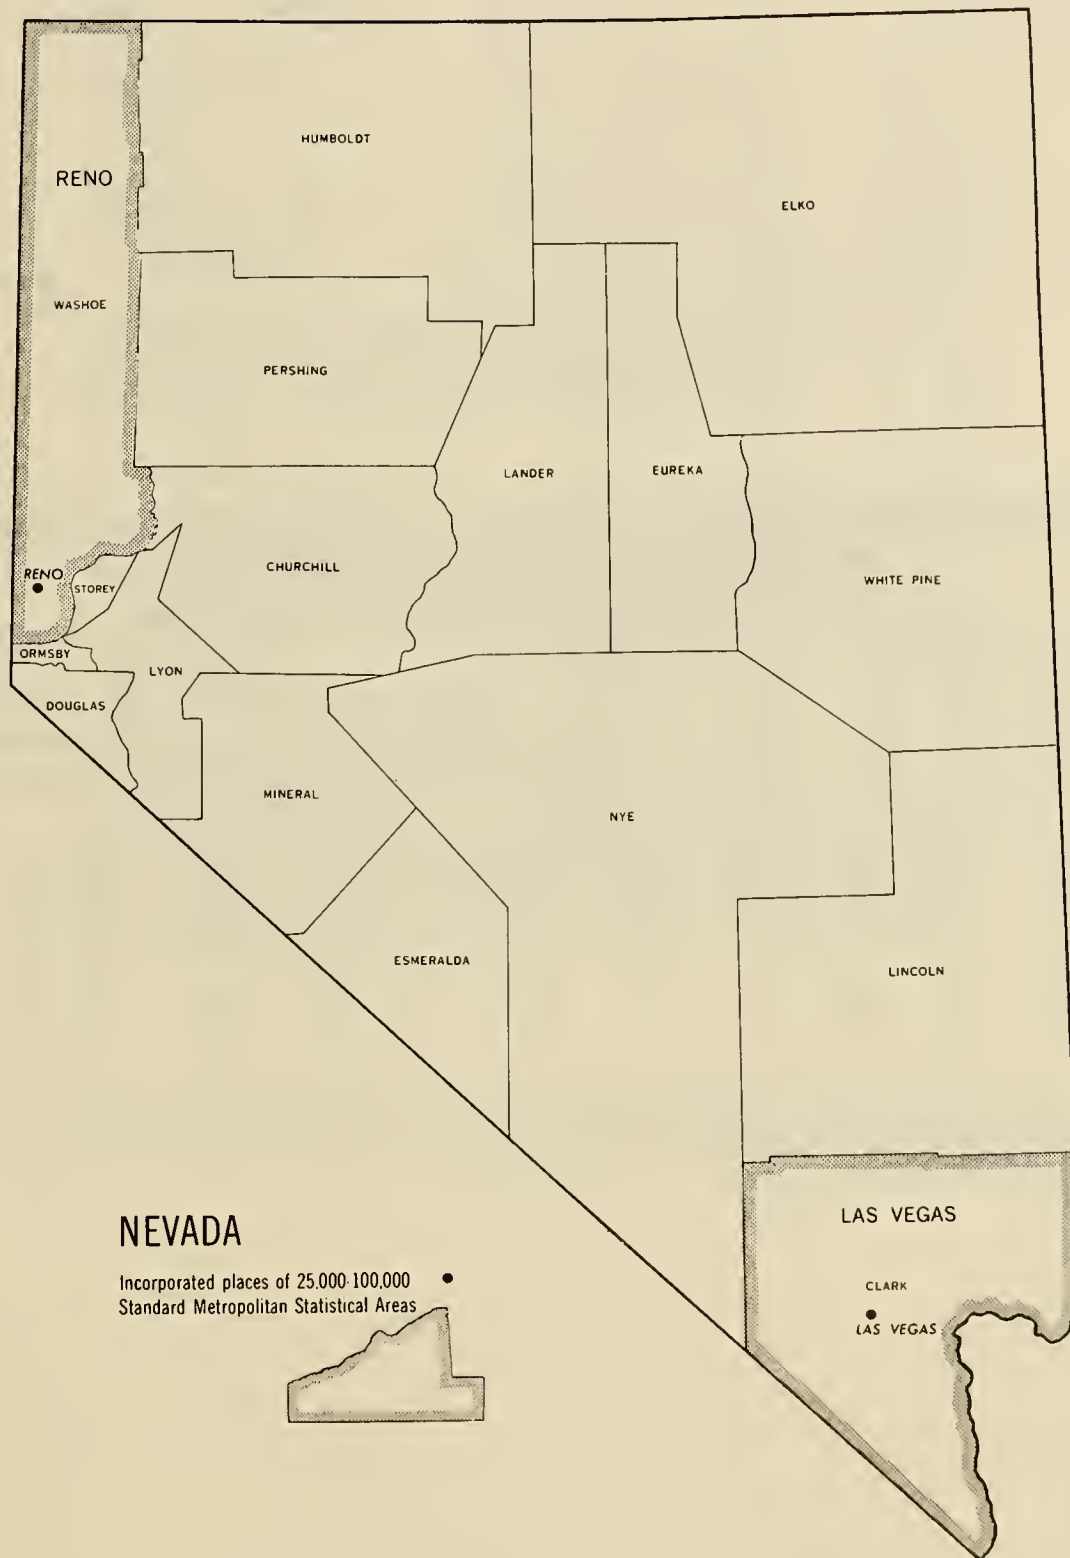 HUMBOLDT
RENO
ELKO
WASHOE
PERSHING
LANDER
EUREKA
CHURCHILL
RENO
STOREY
WHITE PINE
ORMSBY
LYON
DOUGLAS
MINERAL
NYE
ESMERALDA
LINCOLN
NEVADA
LAS VEGAS
Incorporated places of 25,000-100,000
Standard Metropolitan Statistical Areas
CLARK
LAS VEGAS